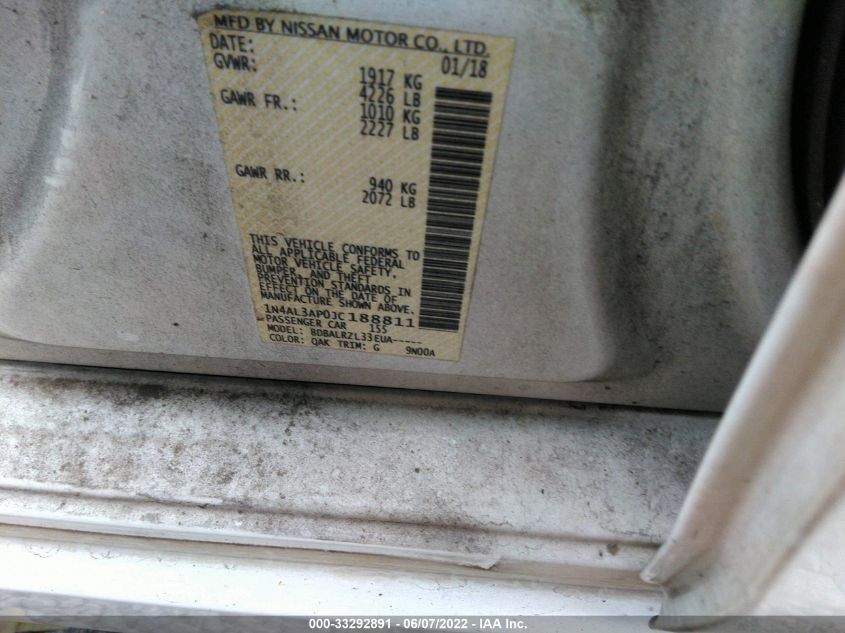 MFD BY NISSAN MOTOR CO., LTD.
DATE: 01/18
GVWR: 1917 KG
4226 LB
GAWR FR.: 1010 KG
2227 LB
GAWR RR.: 940 KG
2072 LB
THIS VEHICLE CONFORMS TO
ALL APPLICABLE FEDERAL
MOTOR VEHICLE SAFETY,
BUMPER, AND THEFT
PREVENTION STANDARDS IN
EFFECT ON THE DATE OF
MANUFACTURE SHOWN ABOVE.
1N4AL3AP0JC188811
PASSENGER CAR 155
MODEL: BDBALRZL33EUA-----
COLOR: QAK TRIM: G 9N00A
000-33292891 - 06/07/2022 - IAA Inc.